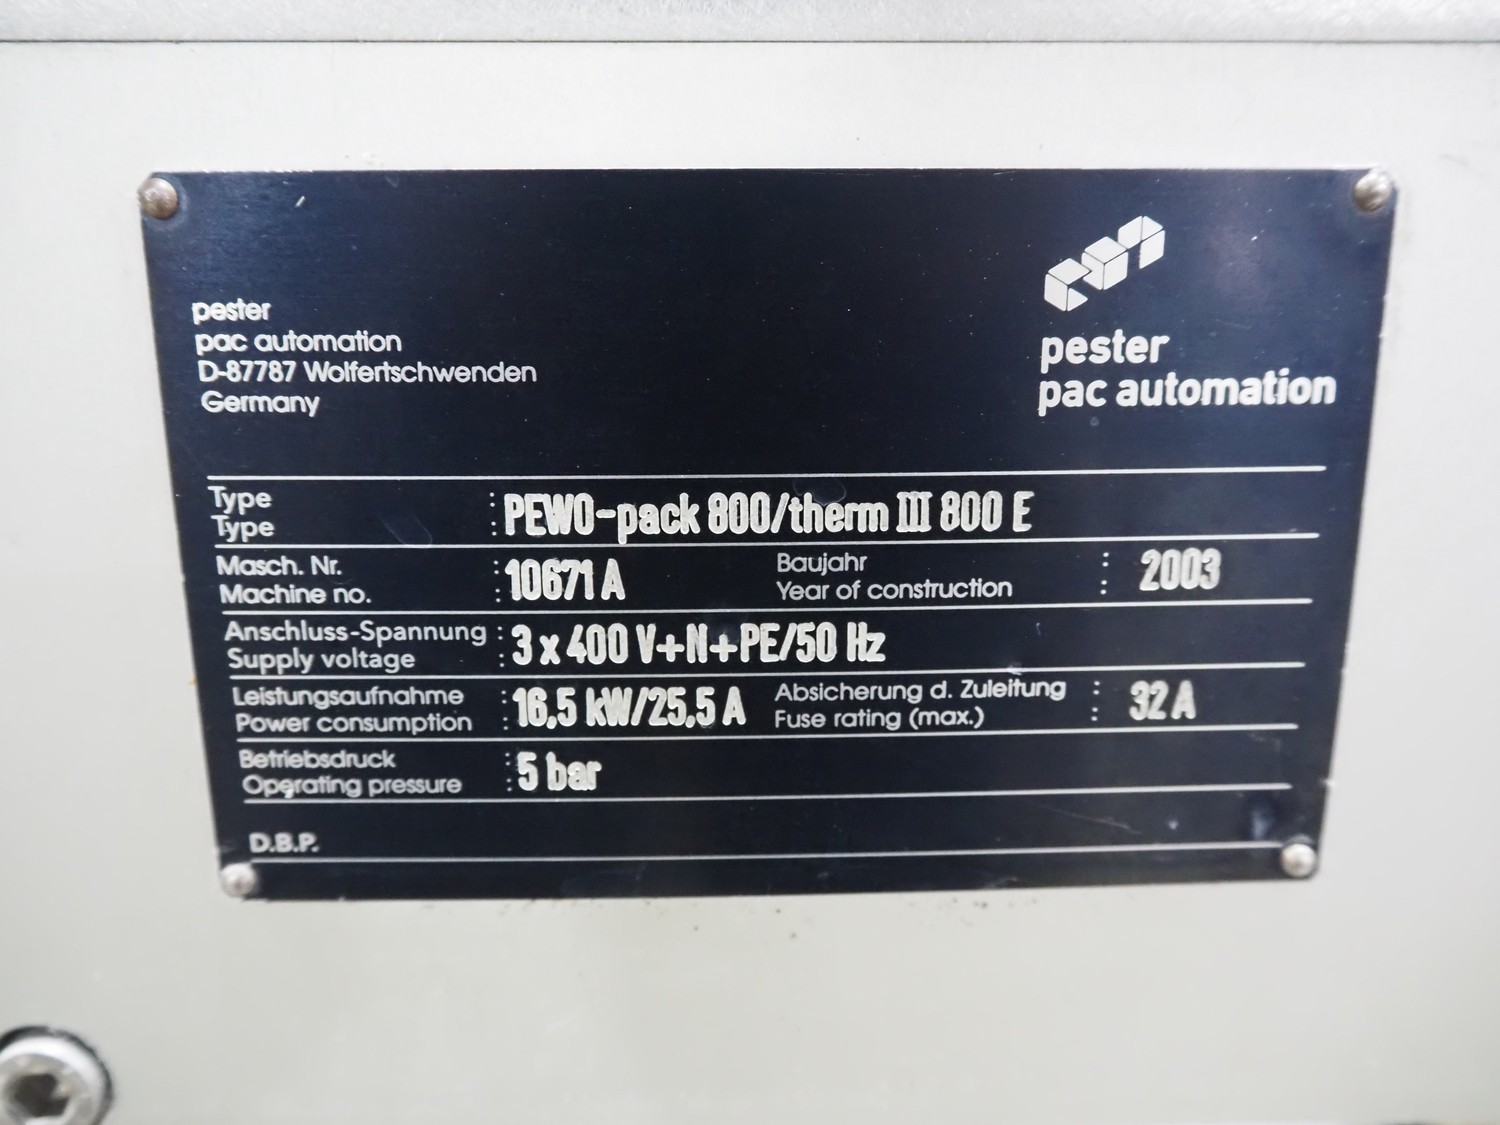 pester
pac automation
D-87787 Wolfertschwenden
Germany
pester
pac automation
Type
Type : PEWO-pack 800/therm III 800 E
Masch. Nr. Baujahr
Machine no. : 10671 A Year of construction : 2003
Anschluss-Spannung
Supply voltage : 3 x 400 V+N+PE/50 Hz
Leistungsaufnahme Absicherung d. Zuleitung
Power consumption : 16,5 kW/25,5 A Fuse rating (max.) : 32 A
Betriebsdruck
Operating pressure : 5 bar
D.B.P.